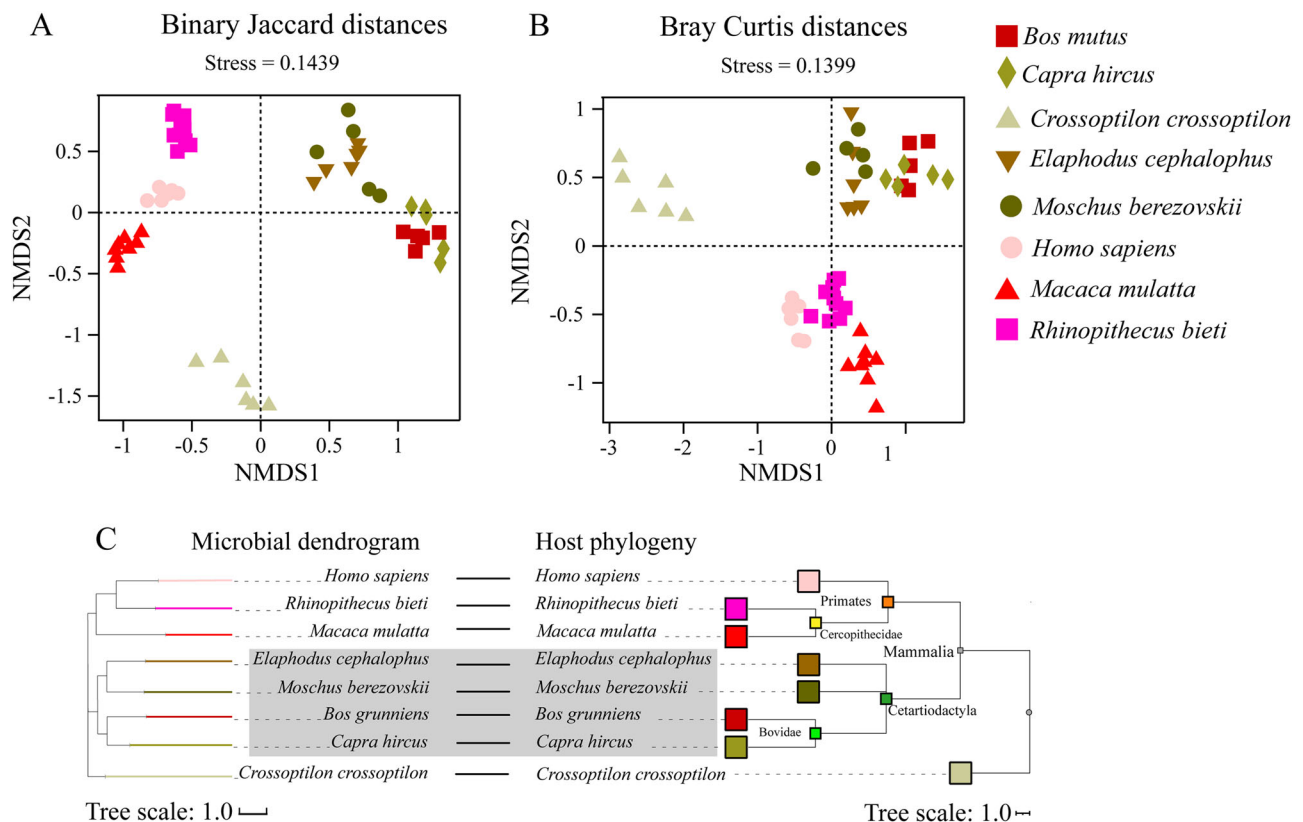 A
Binary Jaccard distances
Stress = 0.1439
0.5
0
-0.5
-1
-1.5
NMDS2
-1
-0.5
0
0.5
1
NMDS1
B
Bray Curtis distances
Stress = 0.1399
1
0.5
0
-0.5
-1
NMDS2
-3
-2
-1
0
1
NMDS1
Bos mutus
Capra hircus
Crossoptilon crossoptilon
Elaphodus cephalophus
Moschus berezovskii
Homo sapiens
Macaca mulatta
Rhinopithecus bieti
C
Microbial dendrogram
Host phylogeny
Homo sapiens
Homo sapiens
Rhinopithecus bieti
Rhinopithecus bieti
Macaca mulatta
Macaca mulatta
Elaphodus cephalophus
Elaphodus cephalophus
Moschus berezovskii
Moschus berezovskii
Bos grunniens
Bos grunniens
Capra hircus
Capra hircus
Crossoptilon crossoptilon
Crossoptilon crossoptilon
Primates
Cercopithecidae
Mammalia
Cetartiodactyla
Bovidae
Tree scale: 1.0
Tree scale: 1.0